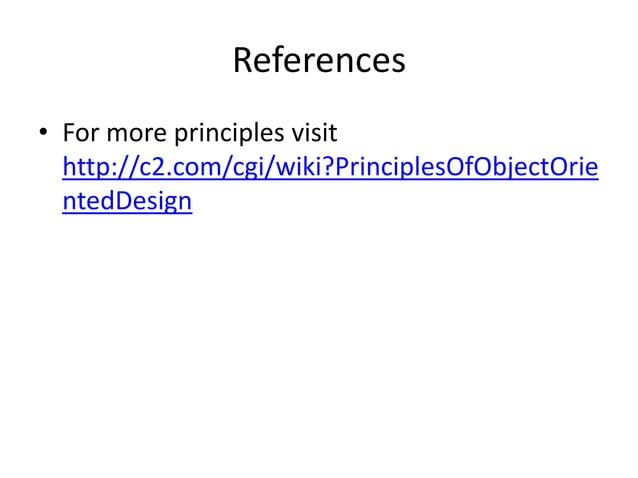 References
• For more principles visit
http://c2.com/cgi/wiki?PrinciplesOfObjectOrie
ntedDesign